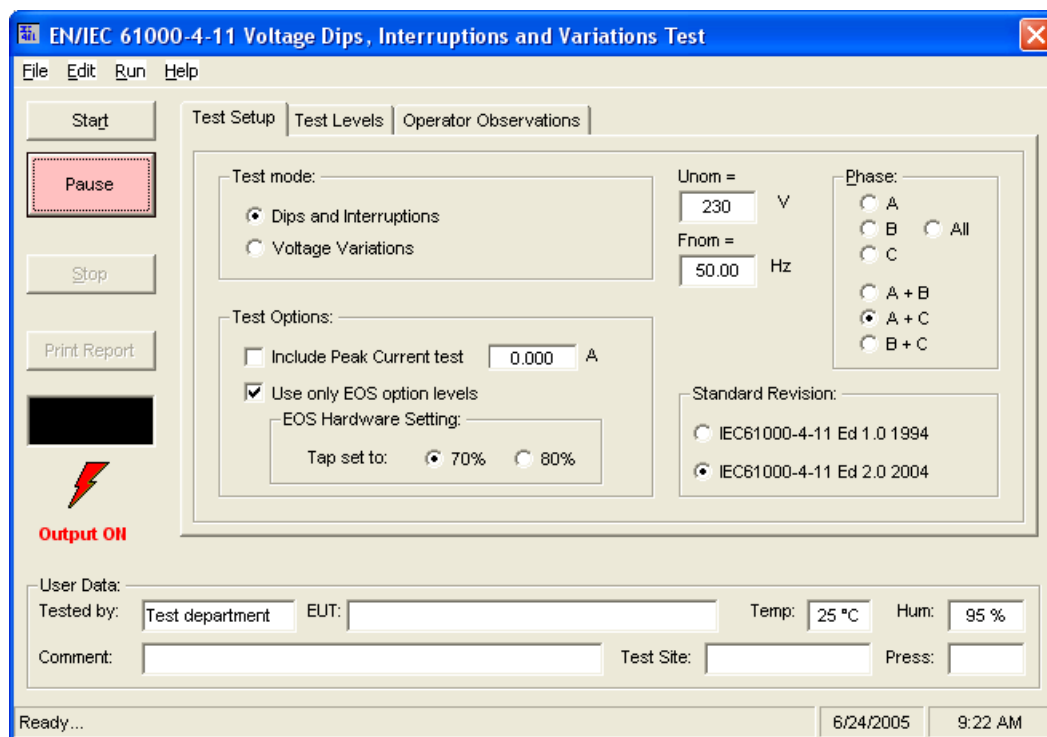 EN/IEC 61000-4-11 Voltage Dips, Interruptions and Variations Test
File Edit Run Help
Start
Pause
Stop
Print Report
Output ON
Test Setup Test Levels Operator Observations
Test mode:
Dips and Interruptions
Voltage Variations
Unom =
230 V
Fnom =
50.00 Hz
Phase:
A
B All
C
A + B
A + C
B + C
Test Options:
Include Peak Current test 0.000 A
Use only EOS option levels
EOS Hardware Setting:
Tap set to: 70% 80%
Standard Revision:
IEC61000-4-11 Ed 1.0 1994
IEC61000-4-11 Ed 2.0 2004
User Data:
Tested by: Test department EUT: Temp: 25 °C Hum: 95 %
Comment: Test Site: Press:
Ready... 6/24/2005 9:22 AM